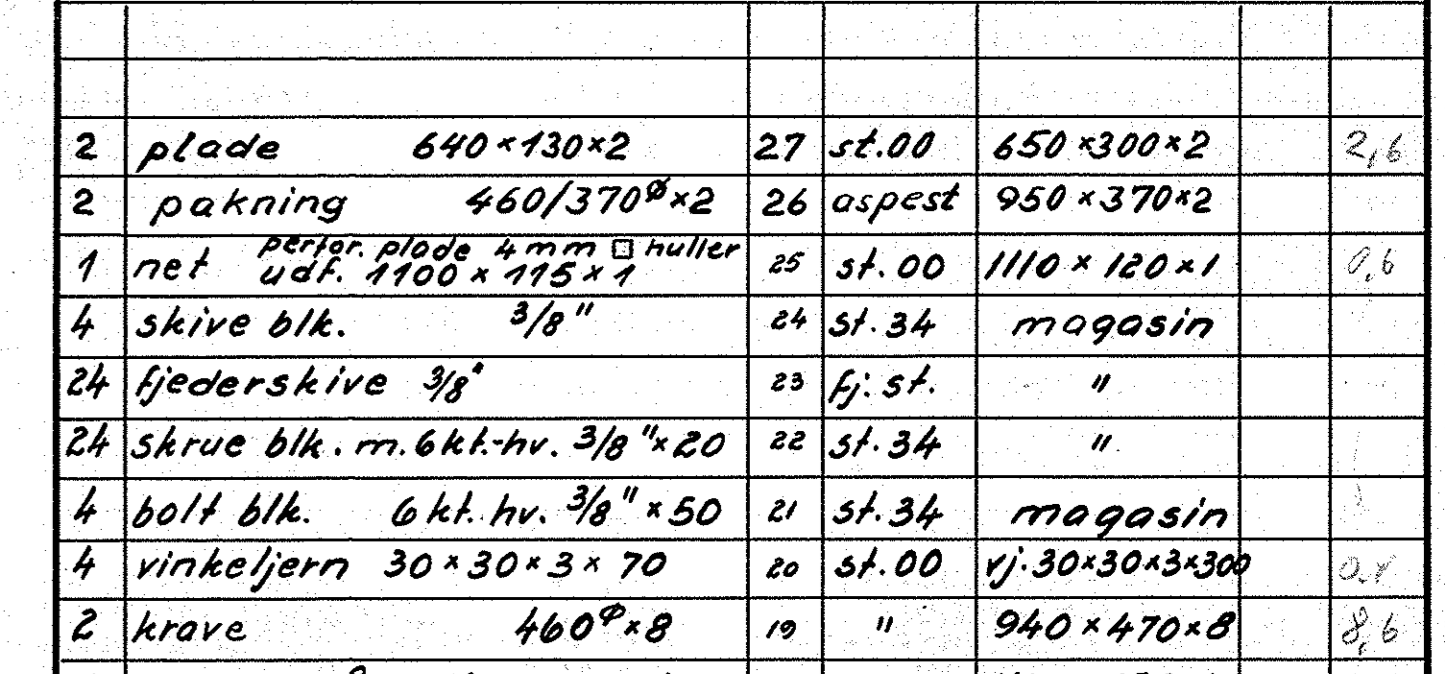 2 plade 640×130×2 27 st.00 650×300×2 2,6
2 pakning 460/370ø×2 26 aspest 950×370×2
1 net perfor. plade 4 mm □ huller
udf. 1100×115×1 25 st.00 1110×120×1 0,6
4 skive blk. 3/8" 24 st.34 magasin
24 fjederskive 3/8" 23 fj. st. "
24 skrue blk. m. 6kt.-hv. 3/8"×20 22 st.34 "
4 bolt blk. 6kt. hv. 3/8"×50 21 st.34 magasin
4 vinkeljern 30×30×3×70 20 st.00 vj.30×30×3×300
2 krave 460ø×8 19 " 940×470×8 8,6